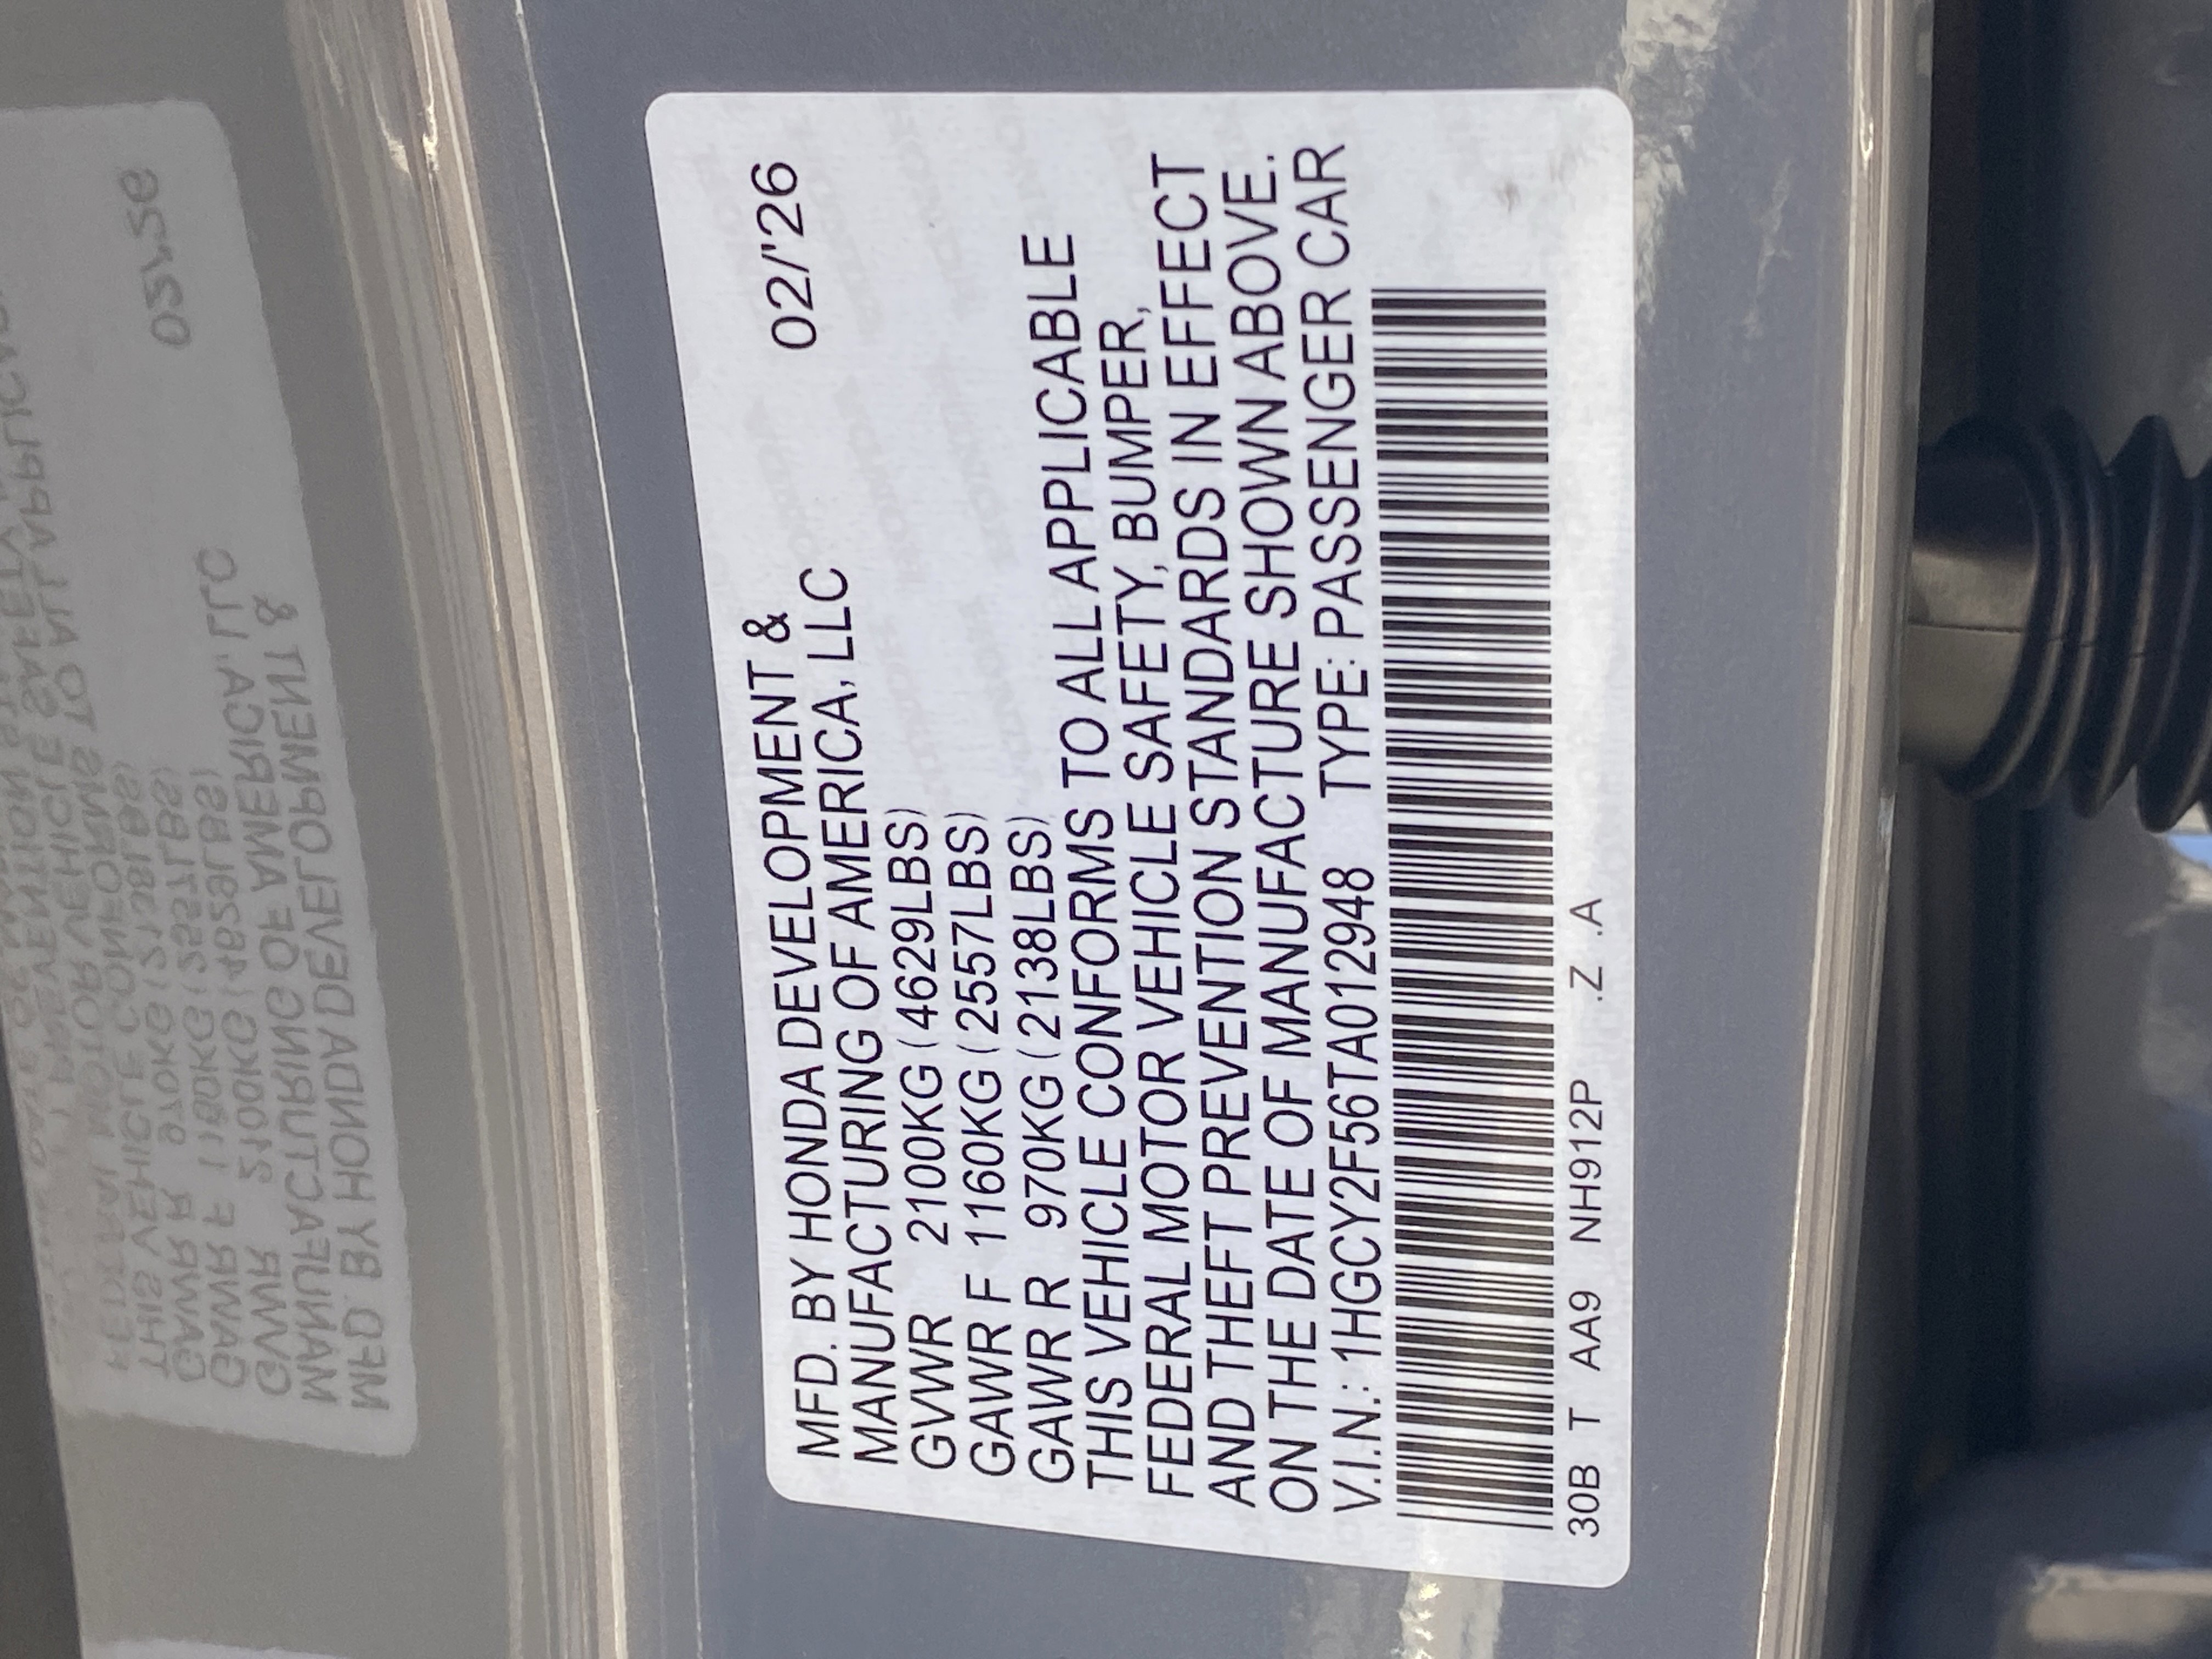 MFD. BY HONDA DEVELOPMENT & 02/'26
MANUFACTURING OF AMERICA, LLC
GVWR 2100KG (4629LBS)
GAWR F 1160KG (2557LBS)
GAWR R 970KG (2138LBS)
THIS VEHICLE CONFORMS TO ALL APPLICABLE
FEDERAL MOTOR VEHICLE SAFETY, BUMPER,
AND THEFT PREVENTION STANDARDS IN EFFECT
ON THE DATE OF MANUFACTURE SHOWN ABOVE.
V.I.N.: 1HGCY2F56TA012948 TYPE: PASSENGER CAR
30B T AA9 NH912P .Z .A